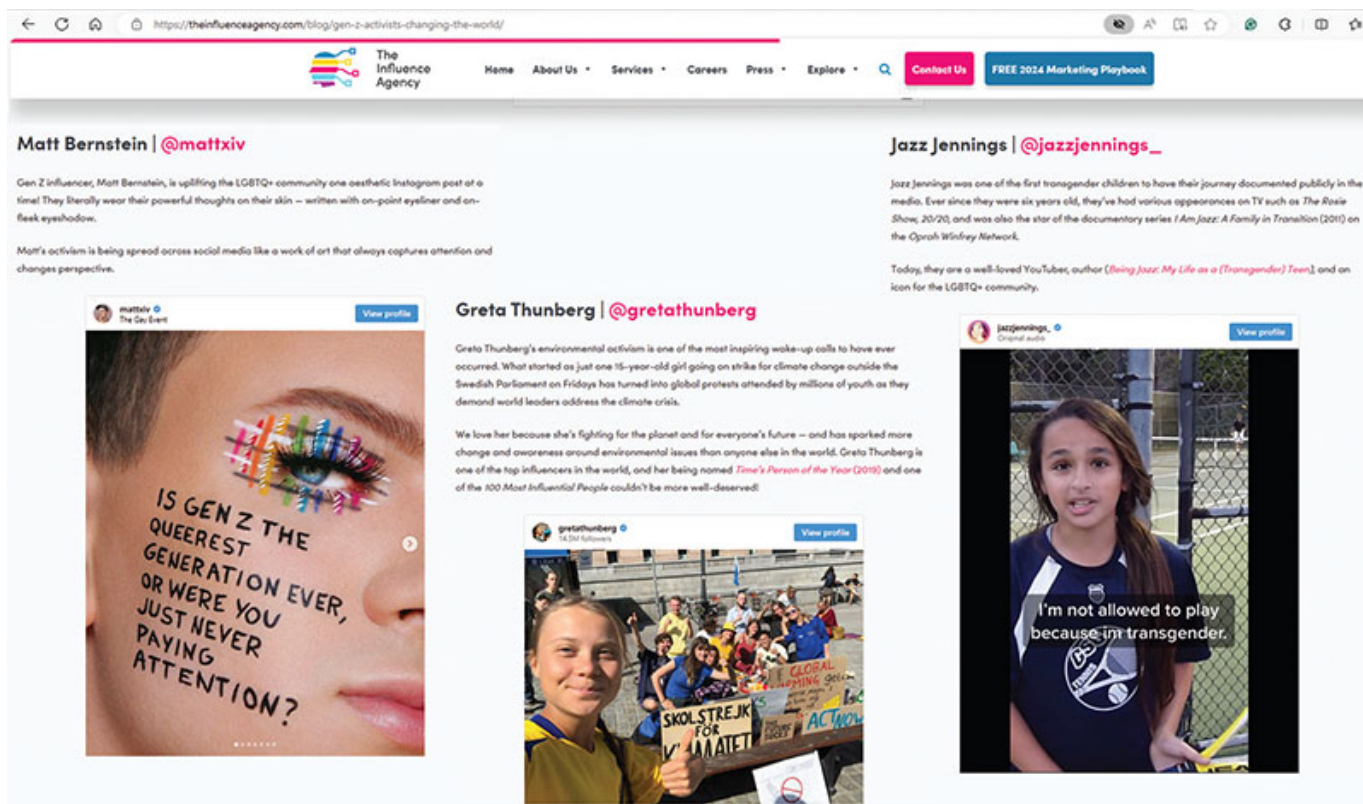 https://theinfluenceagency.com/blog/gen-z-activists-changing-the-world/
The
Influence
Agency
Home About Us Services Careers Press Explore Contact Us FREE 2024 Marketing Playbook
Matt Bernstein | @mattxiv
Gen Z influencer, Matt Bernstein, is uplifting the LGBTQ+ community one aesthetic Instagram post at a
time! They literally wear their powerful thoughts on their skin — written with on-point eyeliner and on-
fleek eyeshadow.
Matt's activism is being spread across social media like a work of art that always captures attention and
changes perspective.
mattxiv
The Gay Event
View profile
IS GEN Z THE
QUEEREST
GENERATION EVER,
OR WERE YOU
JUST NEVER
PAYING
ATTENTION?
Greta Thunberg | @gretathunberg
Greta Thunberg's environmental activism is one of the most inspiring wake-up calls to have ever
occurred. What started as just one 15-year-old girl going on strike for climate change outside the
Swedish Parliament on Fridays has turned into global protests attended by millions of youth as they
demand world leaders address the climate crisis.
We love her because she's fighting for the planet and for everyone's future — and has sparked more
change and awareness around environmental issues than anyone else in the world. Greta Thunberg is
one of the top influencers in the world, and her being named Time's Person of the Year (2019) and one
of the 100 Most Influential People couldn't be more well-deserved!
gretathunberg
14.5M followers
View profile
GLOBAL
SKOLSTREJK
FÖR
KLIMATET
ACT NOW
Jazz Jennings | @jazzjennings_
Jazz Jennings was one of the first transgender children to have their journey documented publicly in the
media. Ever since they were six years old, they've had various appearances on TV such as The Rosie
Show, 20/20, and was also the star of the documentary series I Am Jazz: A Family in Transition (2011) on
the Oprah Winfrey Network.
Today, they are a well-loved YouTuber, author (Being Jazz: My Life as a (Transgender) Teen), and an
icon for the LGBTQ+ community.
jazzjennings_
Original audio
View profile
I'm not allowed to play
because im transgender.